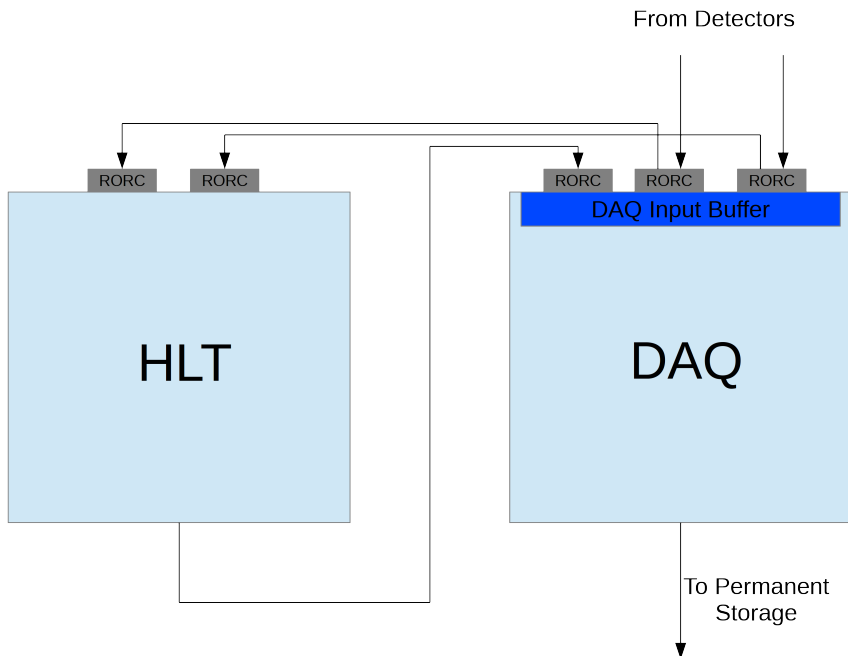 From Detectors
RORC
RORC
RORC
RORC
RORC
DAQ Input Buffer
HLT
DAQ
To Permanent
Storage